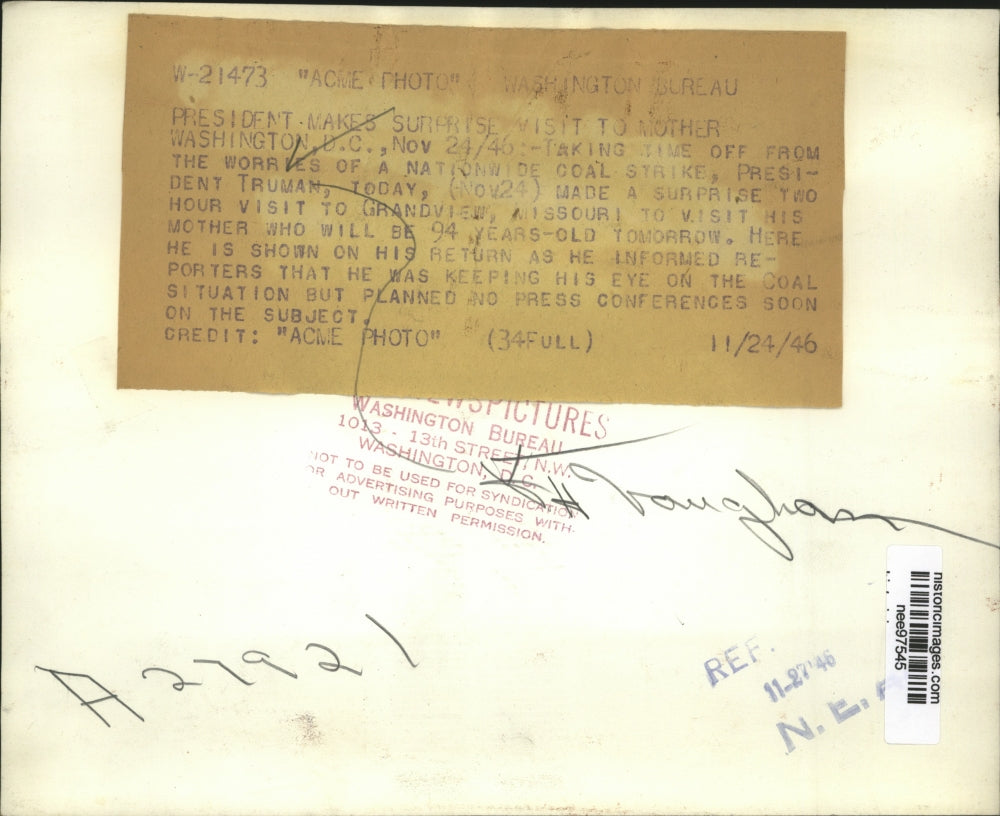 W-21473 "ACME PHOTO" WASHINGTON BUREAU
PRESIDENT MAKES SURPRISE VISIT TO MOTHER
WASHINGTON, D.C., NOV 24/46:-TAKING TIME OFF FROM
THE WORRIES OF A NATIONWIDE COAL STRIKE, PRESI-
DENT TRUMAN, TODAY, (NOV24) MADE A SURPRISE TWO
HOUR VISIT TO GRANDVIEW, MISSOURI TO VISIT HIS
MOTHER WHO WILL BE 94 YEARS-OLD TOMORROW. HERE
HE IS SHOWN ON HIS RETURN AS HE INFORMED RE-
PORTERS THAT HE WAS KEEPING HIS EYE ON THE COAL
SITUATION BUT PLANNED NO PRESS CONFERENCES SOON
ON THE SUBJECT.
CREDIT: "ACME PHOTO" (34FULL) 11/24/46
EWSPICTURES
WASHINGTON BUREAU
1013 - 13th STREET N.W.
WASHINGTON, D.C.
NOT TO BE USED FOR SYNDICATION
OR ADVERTISING PURPOSES WITH-
OUT WRITTEN PERMISSION.
Vaughan
A 27921
REF.
11-27'46
N. E. A
historicimages.com
nee97545